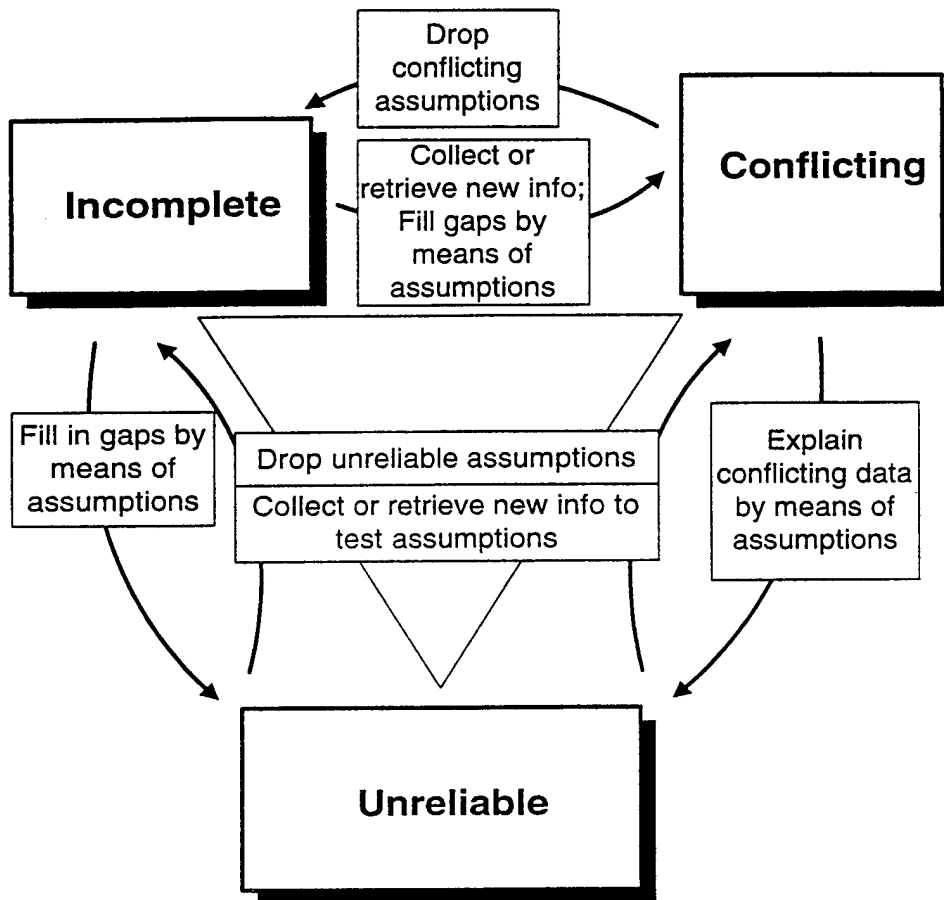 Drop
conflicting
assumptions
Incomplete
Collect or
retrieve new info;
Fill gaps by
means of
assumptions
Conflicting
Fill in gaps by
means of
assumptions
Drop unreliable assumptions
Collect or retrieve new info to
test assumptions
Explain
conflicting data
by means of
assumptions
Unreliable